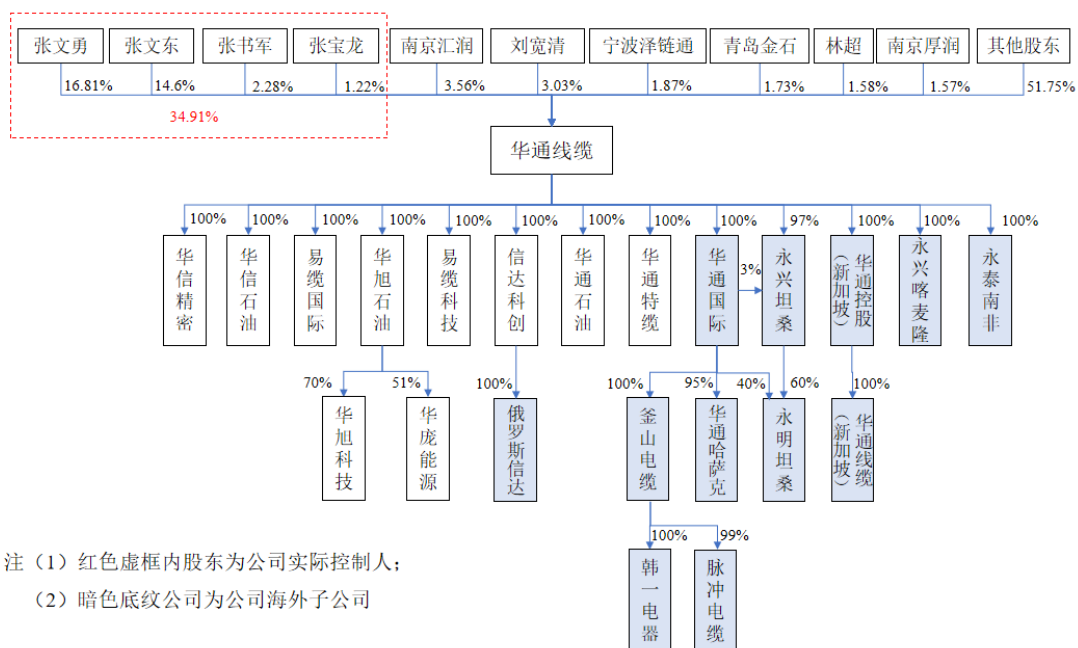 张文勇 张文东 张书军 张宝龙 南京汇润 刘宽清 宁波泽链通 青岛金石 林超 南京厚润 其他股东
16.81% 14.6% 2.28% 1.22% 3.56% 3.03% 1.87% 1.73% 1.58% 1.57% 51.75%
34.91%
华通线缆
100% 100% 100% 100% 100% 100% 100% 100% 100% 97% 100% 100% 100%
华信精密
华信石油
易缆国际
华旭石油
易缆科技
信达科创
华通石油
华通特缆
华通国际
3%
永兴坦桑
华通控股
(新加坡)
永兴喀麦隆
永泰南非
70% 51% 100% 100% 95% 40% 60% 100%
华旭科技
华庞能源
俄罗斯信达
釜山电缆
华通哈萨克
永明坦桑
华通线缆
(新加坡)
100% 99%
韩一电器
脉冲电缆
注（1）红色虚框内股东为公司实际控制人；
（2）暗色底纹公司为公司海外子公司